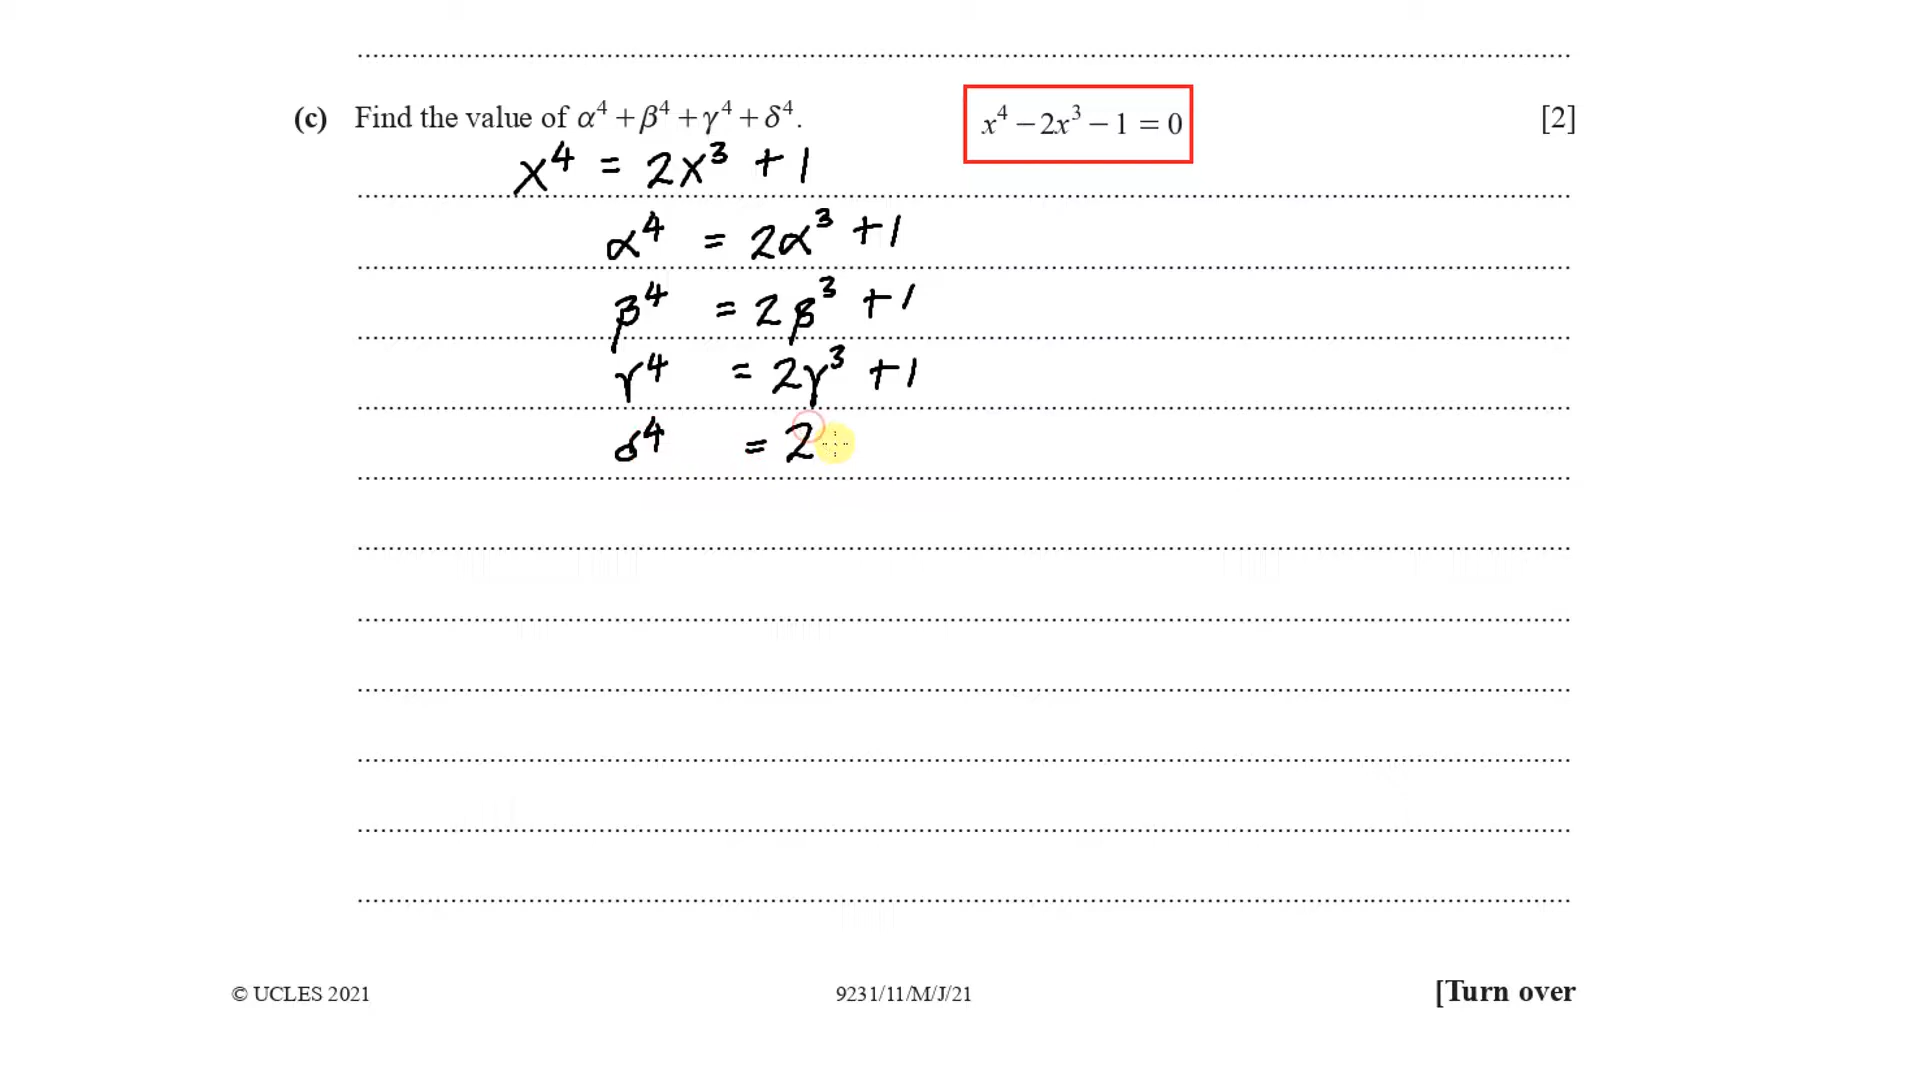 (c) Find the value of α⁴ + β⁴ + γ⁴ + δ⁴. x⁴ − 2x³ − 1 = 0 [2]
x⁴ = 2x³ + 1
α⁴ = 2α³ + 1
β⁴ = 2β³ + 1
γ⁴ = 2γ³ + 1
δ⁴ = 2
© UCLES 2021 9231/11/M/J/21 [Turn over